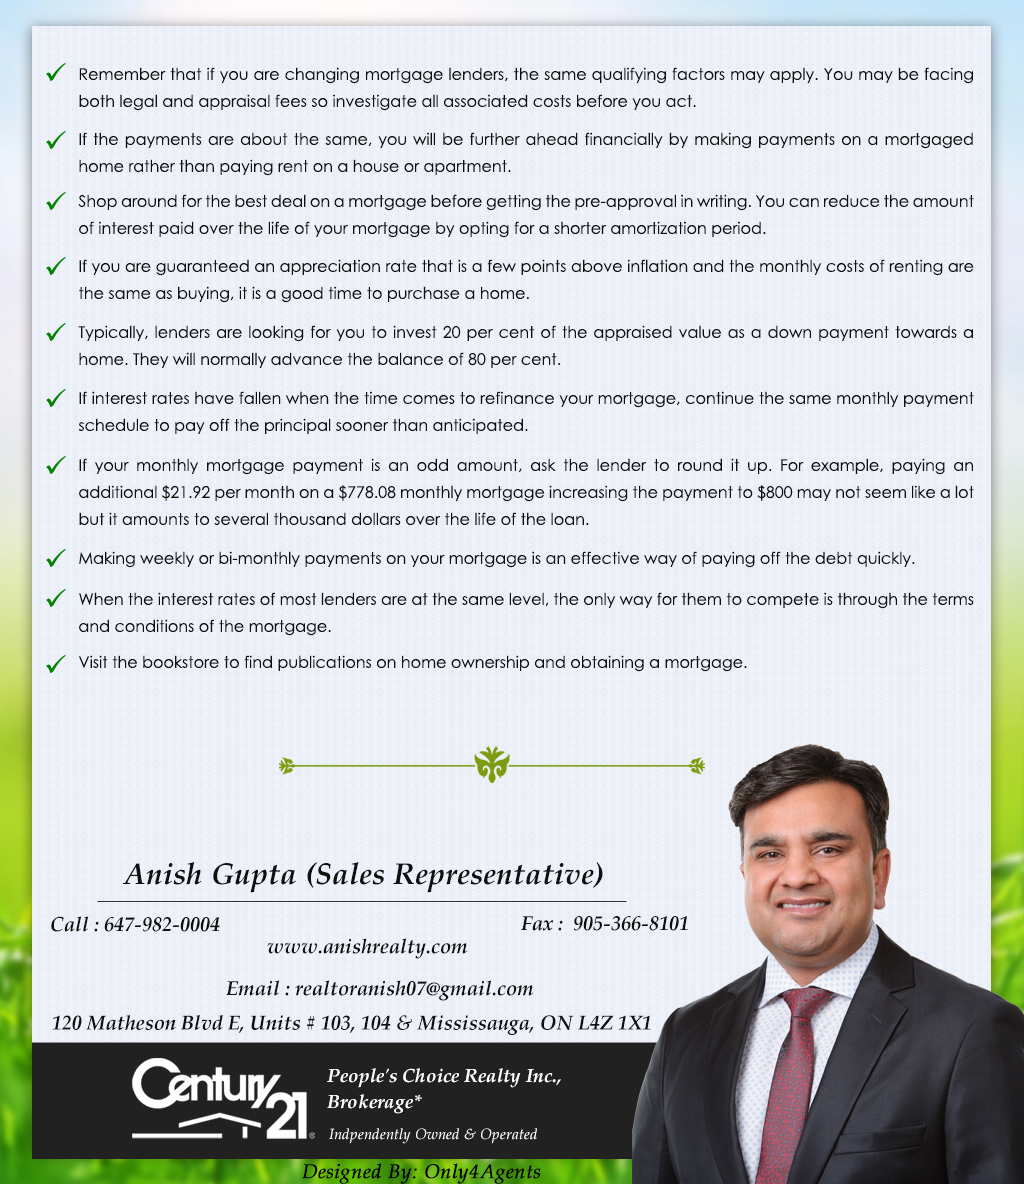 Remember that if you are changing mortgage lenders, the same qualifying factors may apply. You may be facing
both legal and appraisal fees so investigate all associated costs before you act.
If the payments are about the same, you will be further ahead financially by making payments on a mortgaged
home rather than paying rent on a house or apartment.
Shop around for the best deal on a mortgage before getting the pre-approval in writing. You can reduce the amount
of interest paid over the life of your mortgage by opting for a shorter amortization period.
If you are guaranteed an appreciation rate that is a few points above inflation and the monthly costs of renting are
the same as buying, it is a good time to purchase a home.
Typically, lenders are looking for you to invest 20 per cent of the appraised value as a down payment towards a
home. They will normally advance the balance of 80 per cent.
If interest rates have fallen when the time comes to refinance your mortgage, continue the same monthly payment
schedule to pay off the principal sooner than anticipated.
If your monthly mortgage payment is an odd amount, ask the lender to round it up. For example, paying an
additional $21.92 per month on a $778.08 monthly mortgage increasing the payment to $800 may not seem like a lot
but it amounts to several thousand dollars over the life of the loan.
Making weekly or bi-monthly payments on your mortgage is an effective way of paying off the debt quickly.
When the interest rates of most lenders are at the same level, the only way for them to compete is through the terms
and conditions of the mortgage.
Visit the bookstore to find publications on home ownership and obtaining a mortgage.
Anish Gupta (Sales Representative)
Call : 647-982-0004 Fax : 905-366-8101
www.anishrealty.com
Email : realtoranish07@gmail.com
120 Matheson Blvd E, Units # 103, 104 & Mississauga, ON L4Z 1X1
Century 21®
People's Choice Realty Inc.,
Brokerage*
Indpendently Owned & Operated
Designed By: Only4Agents